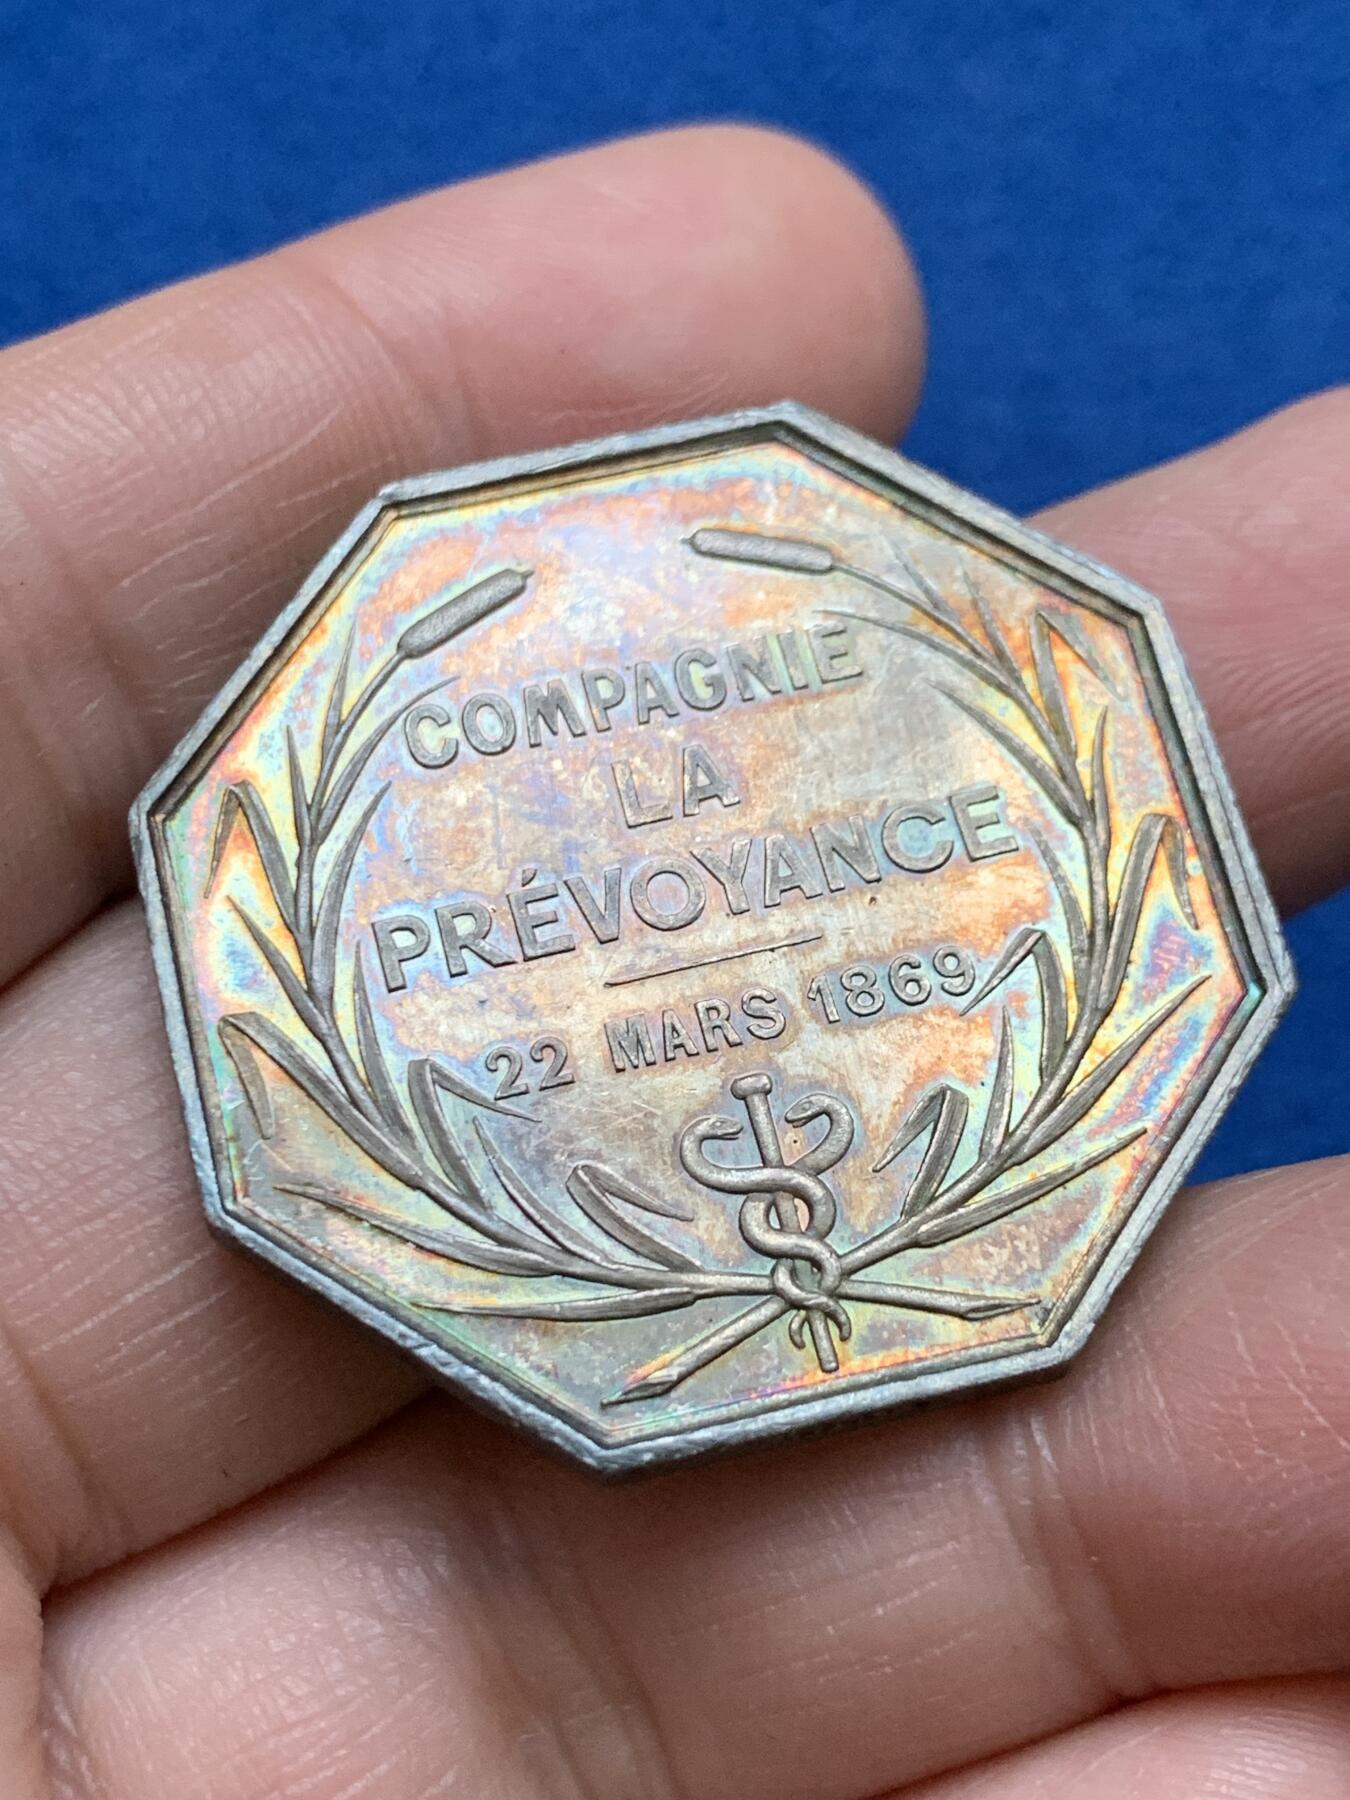 COMPAGNIE
LA
PRÉVOYANCE
22 MARS 1869